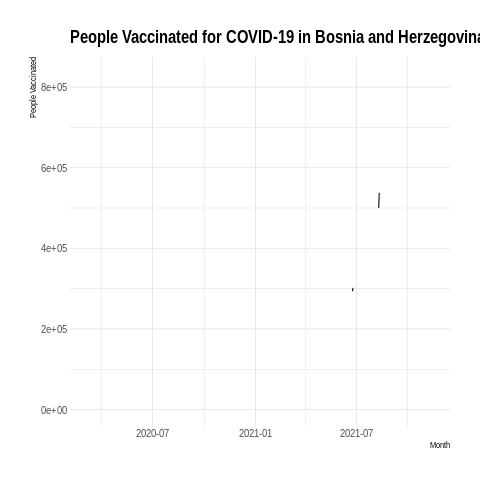 People Vaccinated for COVID-19 in Bosnia and Herzegovina
People Vaccinated
8e+05
6e+05
4e+05
2e+05
0e+00
2020-07
2021-01
2021-07
Month